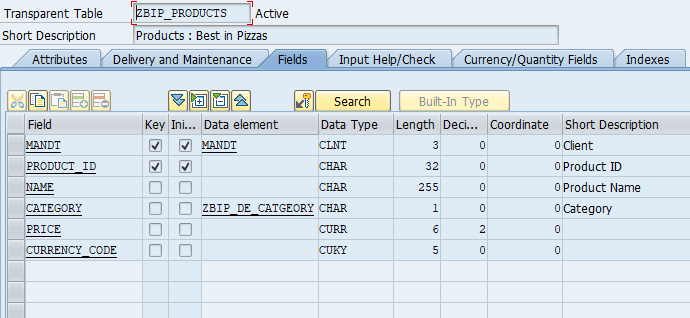 Transparent Table ZBIP_PRODUCTS Active
Short Description Products : Best in Pizzas
Attributes Delivery and Maintenance Fields Input Help/Check Currency/Quantity Fields Indexes
Search Built-In Type
Field Key Ini... Data element Data Type Length Deci... Coordinate Short Description
MANDT MANDT CLNT 3 0 0 Client
PRODUCT_ID CHAR 32 0 0 Product ID
NAME CHAR 255 0 0 Product Name
CATEGORY ZBIP_DE_CATGEORY CHAR 1 0 0 Category
PRICE CURR 6 2 0
CURRENCY_CODE CUKY 5 0 0